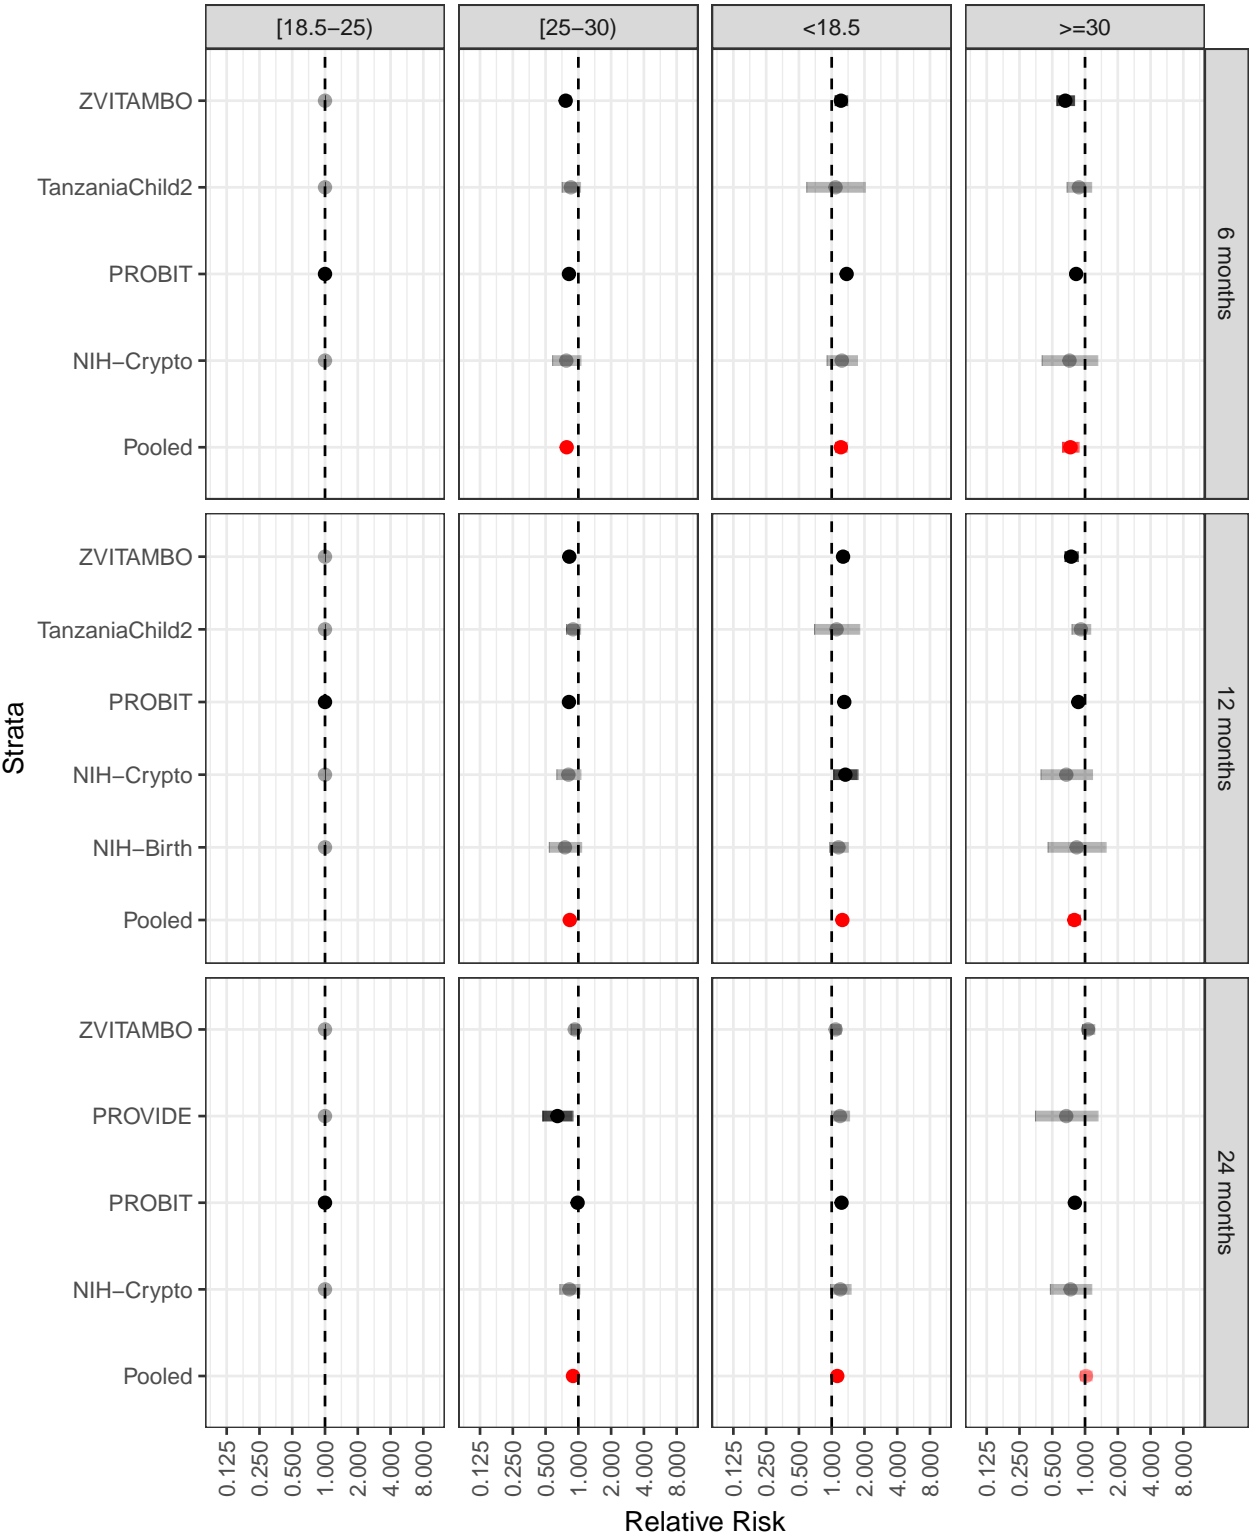 [18.5−25)
[25−30)
<18.5
>=30
ZVITAMBO
TanzaniaChild2
PROBIT
NIH−Crypto
Pooled
6 months
ZVITAMBO
TanzaniaChild2
PROBIT
NIH−Crypto
NIH−Birth
Pooled
12 months
ZVITAMBO
PROVIDE
PROBIT
NIH−Crypto
Pooled
24 months
Strata
0.125 0.250 0.500 1.000 2.000 4.000 8.000
0.125 0.250 0.500 1.000 2.000 4.000 8.000
0.125 0.250 0.500 1.000 2.000 4.000 8.000
0.125 0.250 0.500 1.000 2.000 4.000 8.000
Relative Risk